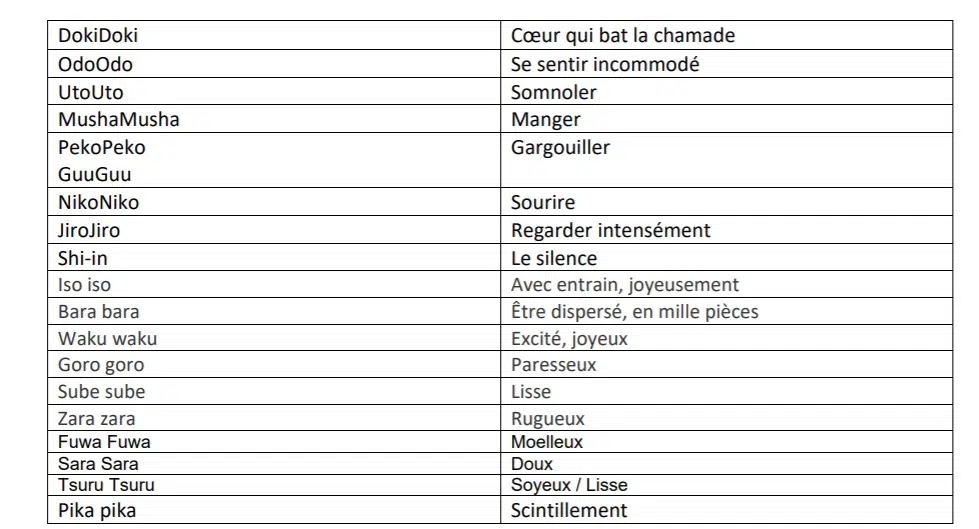 DokiDoki Cœur qui bat la chamade
OdoOdo Se sentir incommodé
UtoUto Somnoler
MushaMusha Manger
PekoPeko Gargouiller
GuuGuu
NikoNiko Sourire
JiroJiro Regarder intensément
Shi-in Le silence
Iso iso Avec entrain, joyeusement
Bara bara Être dispersé, en mille pièces
Waku waku Excité, joyeux
Goro goro Paresseux
Sube sube Lisse
Zara zara Rugueux
Fuwa Fuwa Moelleux
Sara Sara Doux
Tsuru Tsuru Soyeux / Lisse
Pika pika Scintillement